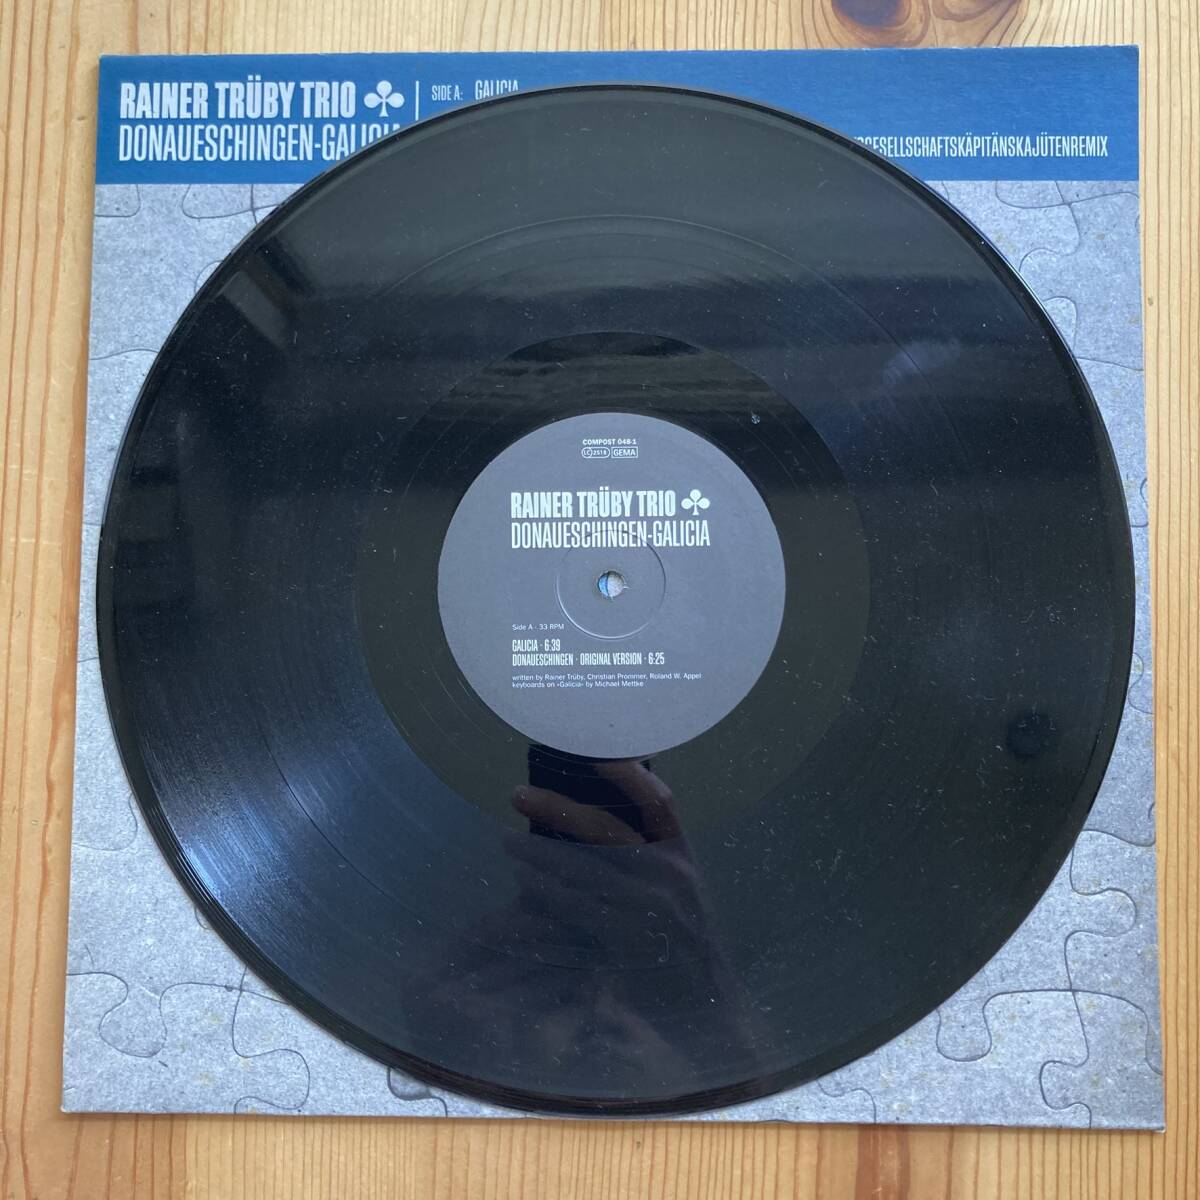 RAINER TRÜBY TRIO
DONAUESCHINGEN-GALICIA
SIDE A: GALICIA
COMPOST 048-1
LC 2518 GEMA
RAINER TRÜBY TRIO
DONAUESCHINGEN-GALICIA
Side A - 33 RPM
GALICIA · 6:39
DONAUESCHINGEN · ORIGINAL VERSION · 6:25
written by Rainer Trüby, Christian Prommer, Roland W. Appel
keyboards on »Galicia« by Michael Mettke